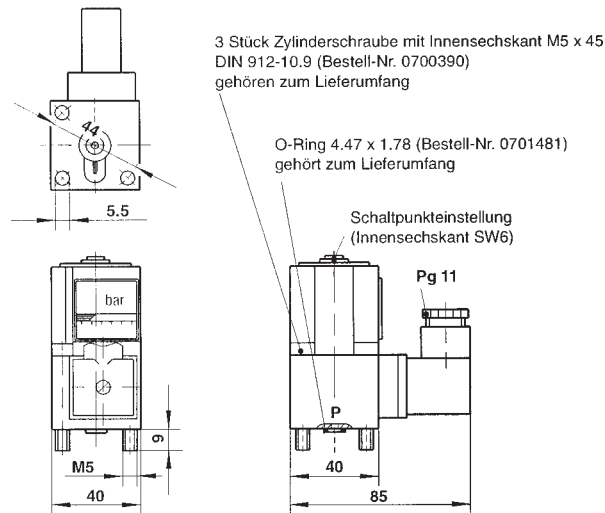 3 Stück Zylinderschraube mit Innensechskant M5 x 45
DIN 912-10.9 (Bestell-Nr. 0700390)
gehören zum Lieferumfang
44
O-Ring 4.47 x 1.78 (Bestell-Nr. 0701481)
gehört zum Lieferumfang
5.5
Schaltpunkteinstellung
(Innensechskant SW6)
Pg 11
bar
P
9
M5
40
40
85